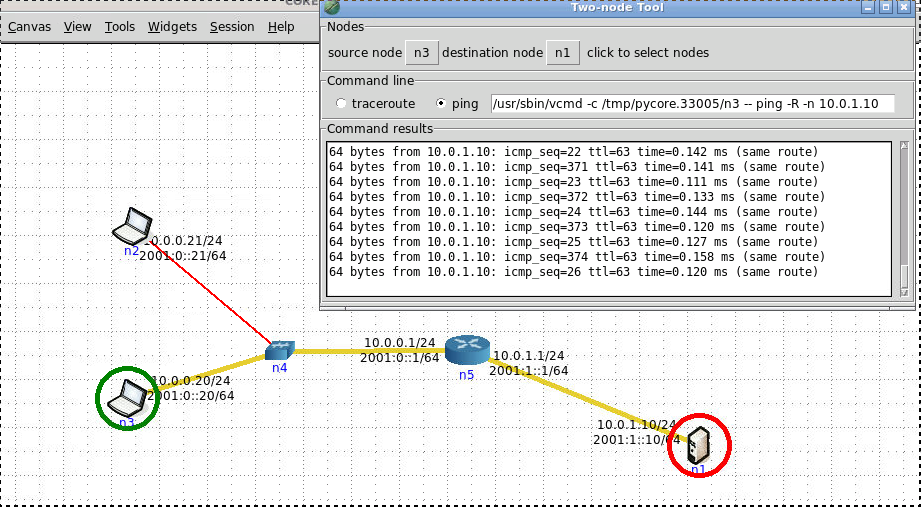 CORE
Canvas View Tools Widgets Session Help
Two-node Tool
Nodes
source node n3 destination node n1 click to select nodes
Command line
traceroute ping /usr/sbin/vcmd -c /tmp/pycore.33005/n3 -- ping -R -n 10.0.1.10
Command results
64 bytes from 10.0.1.10: icmp_seq=22 ttl=63 time=0.142 ms (same route)
64 bytes from 10.0.1.10: icmp_seq=371 ttl=63 time=0.141 ms (same route)
64 bytes from 10.0.1.10: icmp_seq=23 ttl=63 time=0.111 ms (same route)
64 bytes from 10.0.1.10: icmp_seq=372 ttl=63 time=0.133 ms (same route)
64 bytes from 10.0.1.10: icmp_seq=24 ttl=63 time=0.144 ms (same route)
64 bytes from 10.0.1.10: icmp_seq=373 ttl=63 time=0.120 ms (same route)
64 bytes from 10.0.1.10: icmp_seq=25 ttl=63 time=0.127 ms (same route)
64 bytes from 10.0.1.10: icmp_seq=374 ttl=63 time=0.158 ms (same route)
64 bytes from 10.0.1.10: icmp_seq=26 ttl=63 time=0.120 ms (same route)
10.0.0.21/24
2001:0::21/64
n2
10.0.0.1/24
2001:0::1/64
n4
n5
10.0.1.1/24
2001:1::1/64
10.0.0.20/24
2001:0::20/64
n3
10.0.1.10/24
2001:1::10/64
n1